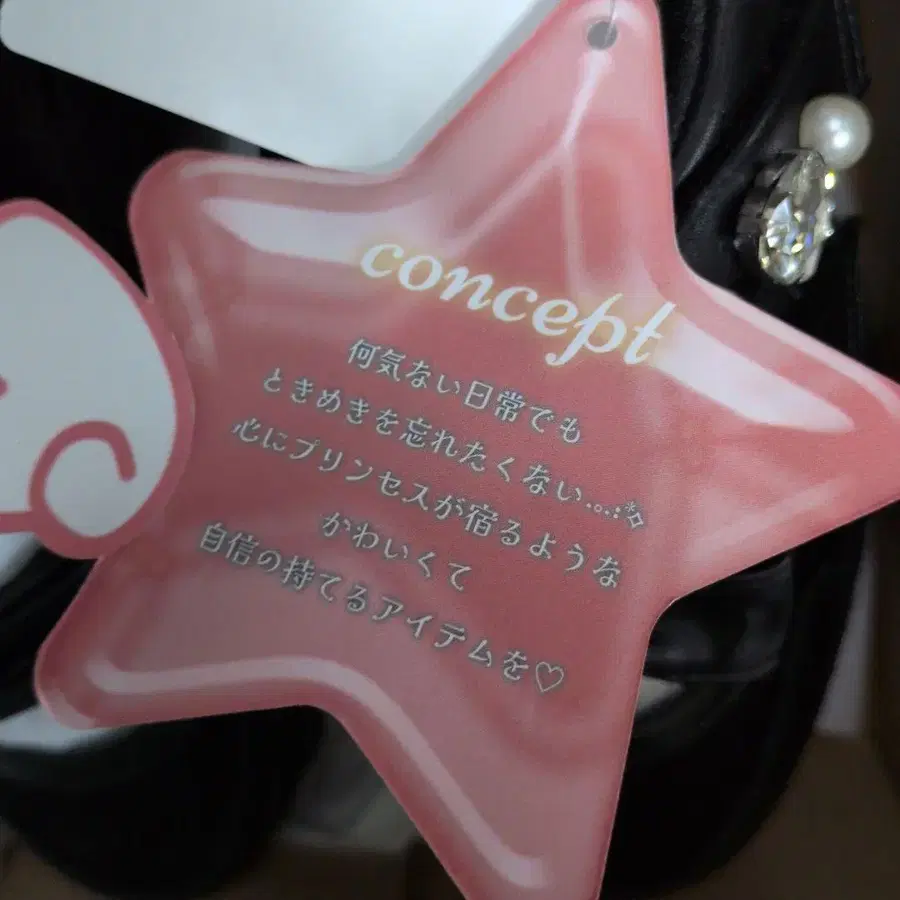 concept
何気ない日常でも
ときめきを忘れたくない...｡.:*✧
心にプリンセスが宿るような
かわいくて
自信の持てるアイテムを♡